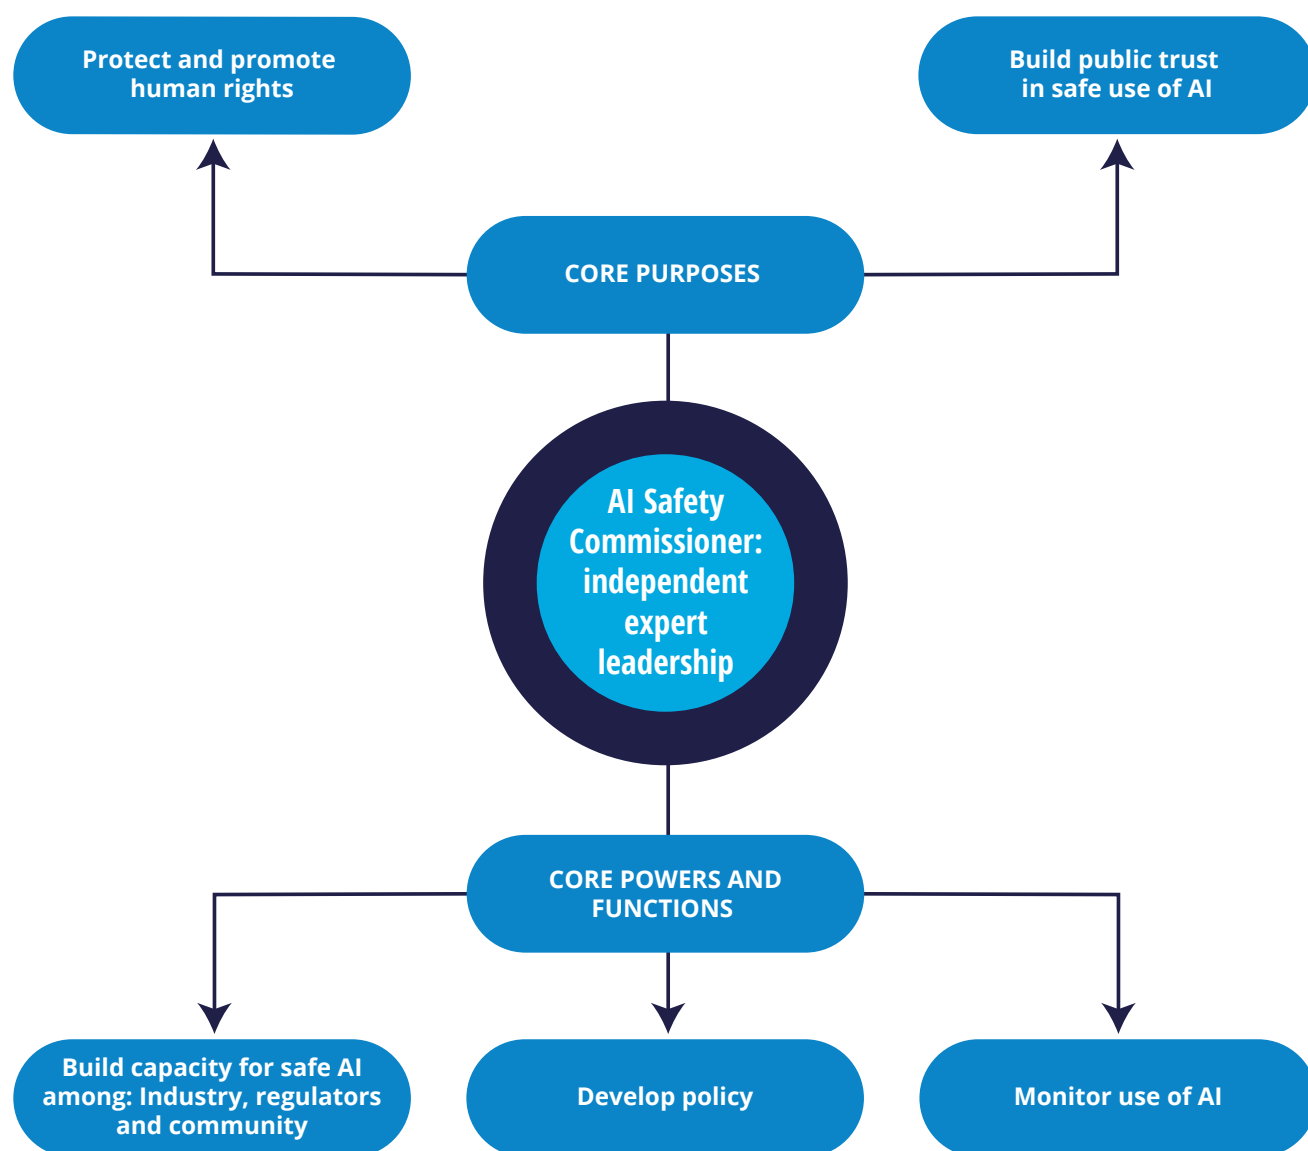 Protect and promote
human rights
Build public trust
in safe use of AI
CORE PURPOSES
AI Safety
Commissioner:
independent
expert
leadership
CORE POWERS AND
FUNCTIONS
Build capacity for safe AI
among: Industry, regulators
and community
Develop policy
Monitor use of AI